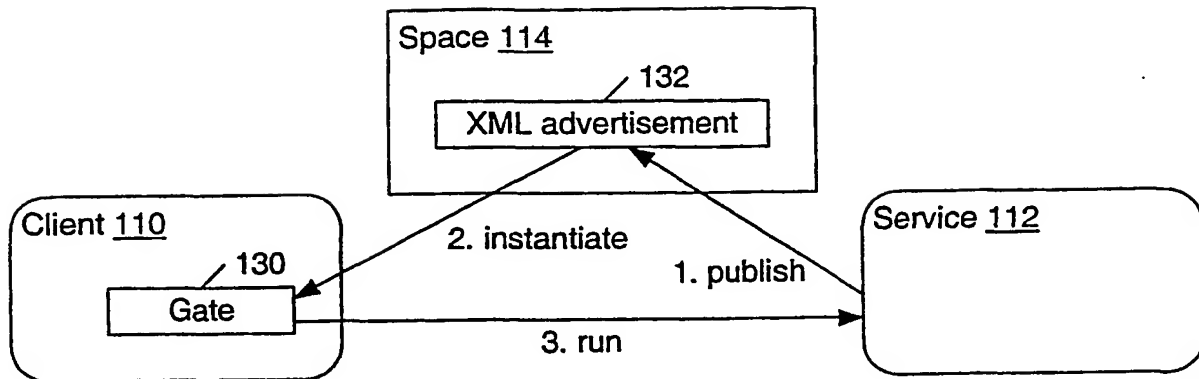 Space 114
132
XML advertisement
Client 110
2. instantiate
Service 112
130
1. publish
Gate
3. run